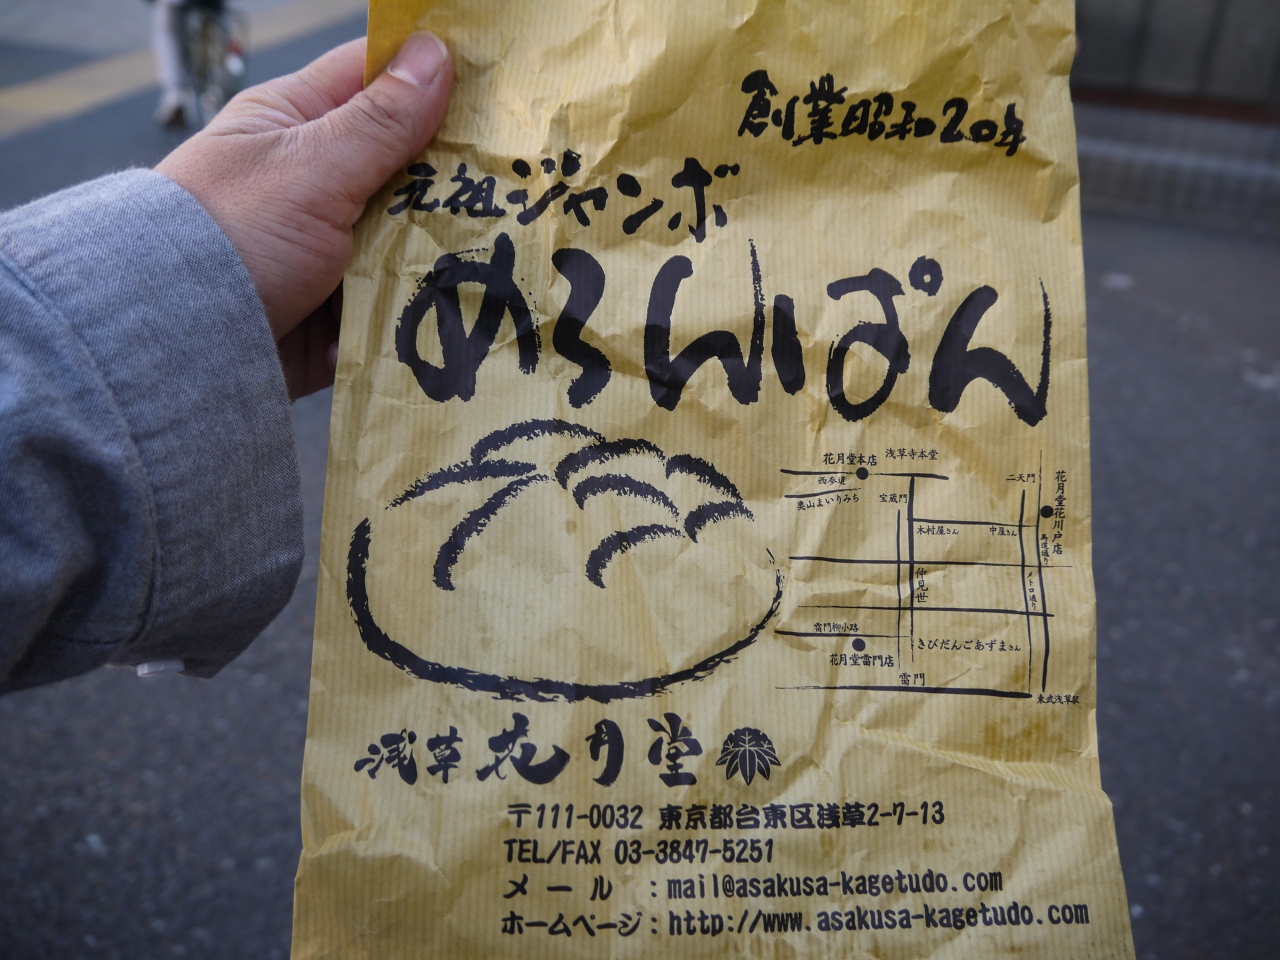 創業昭和20年
元祖ジャンボ
めろんぱん
花月堂本店
浅草寺本堂
西参道
奥山まいりみち
宝蔵門
二天門
花月堂花川戸店
木村屋さん
中屋さん
馬道通り
仲見世
メトロ通り
雷門柳小路
花月堂雷門店
きびだんごあずまさん
雷門
東武浅草駅
浅草花月堂
〒111-0032 東京都台東区浅草2-7-13
TEL/FAX 03-3847-5251
メール:mail@asakusa-kagetudo.com
ホームページ:http://www.asakusa-kagetudo.com